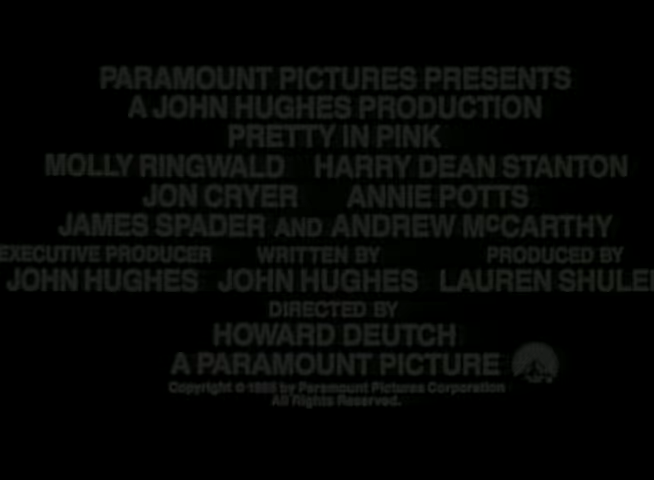 PARAMOUNT PICTURES PRESENTS
A JOHN HUGHES PRODUCTION
PRETTY IN PINK
MOLLY RINGWALD HARRY DEAN STANTON
JON CRYER ANNIE POTTS
JAMES SPADER AND ANDREW McCARTHY
EXECUTIVE PRODUCER WRITTEN BY PRODUCED BY
JOHN HUGHES JOHN HUGHES LAUREN SHULE
DIRECTED BY
HOWARD DEUTCH
A PARAMOUNT PICTURE
Copyright © 1985 by Paramount Pictures Corporation
All Rights Reserved.